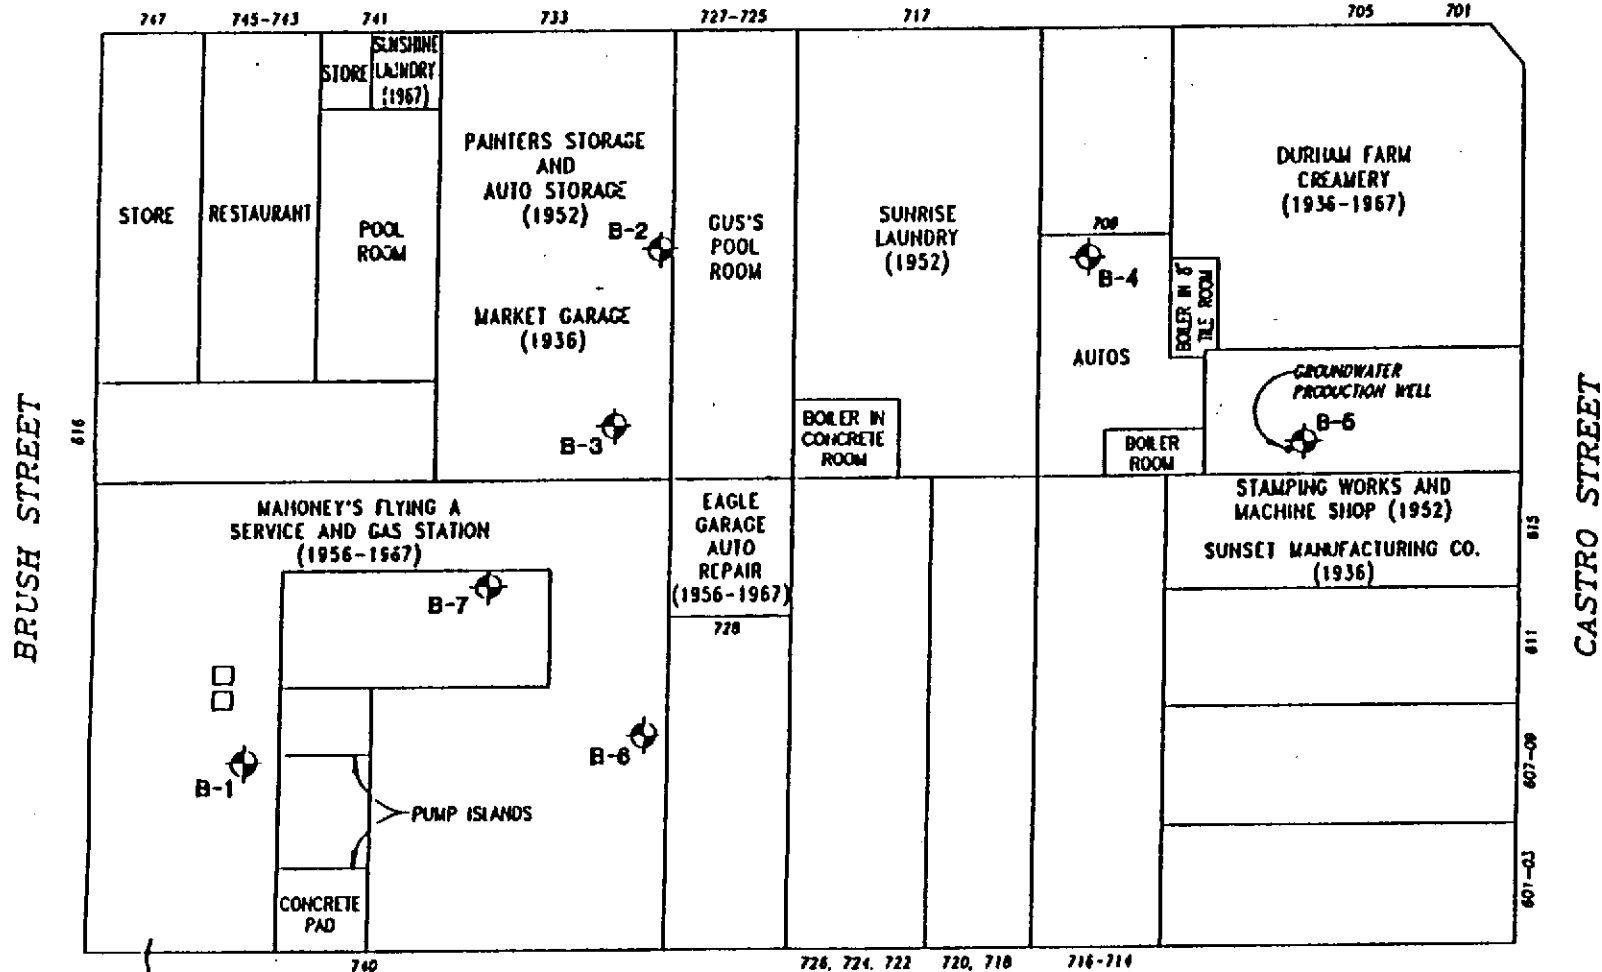 747
745-743
741
733
727-725
717
705
701
STORE
SUNSHINE
LAUNDRY
(1967)
PAINTERS STORAGE
AND
AUTO STORAGE
(1952)
DURHAM FARM
CREAMERY
(1936-1967)
STORE
RESTAURANT
POOL
ROOM
B-2
GUS'S
POOL
ROOM
SUNRISE
LAUNDRY
(1952)
709
B-4
BOILER IN 8"
TILE ROOM
MARKET GARAGE
(1936)
AUTOS
GROUNDWATER
PRODUCTION WELL
B-5
BRUSH STREET
616
B-3
BOILER IN
CONCRETE
ROOM
BOILER
ROOM
CASTRO STREET
MAHONEY'S FLYING A
SERVICE AND GAS STATION
(1956-1967)
EAGLE
GARAGE
AUTO
REPAIR
(1956-1967)
728
STAMPING WORKS AND
MACHINE SHOP (1952)
SUNSET MANUFACTURING CO.
(1936)
615
B-7
611
B-6
B-1
607-09
PUMP ISLANDS
CONCRETE
PAD
601-03
740
726, 724, 722
720, 718
716-714